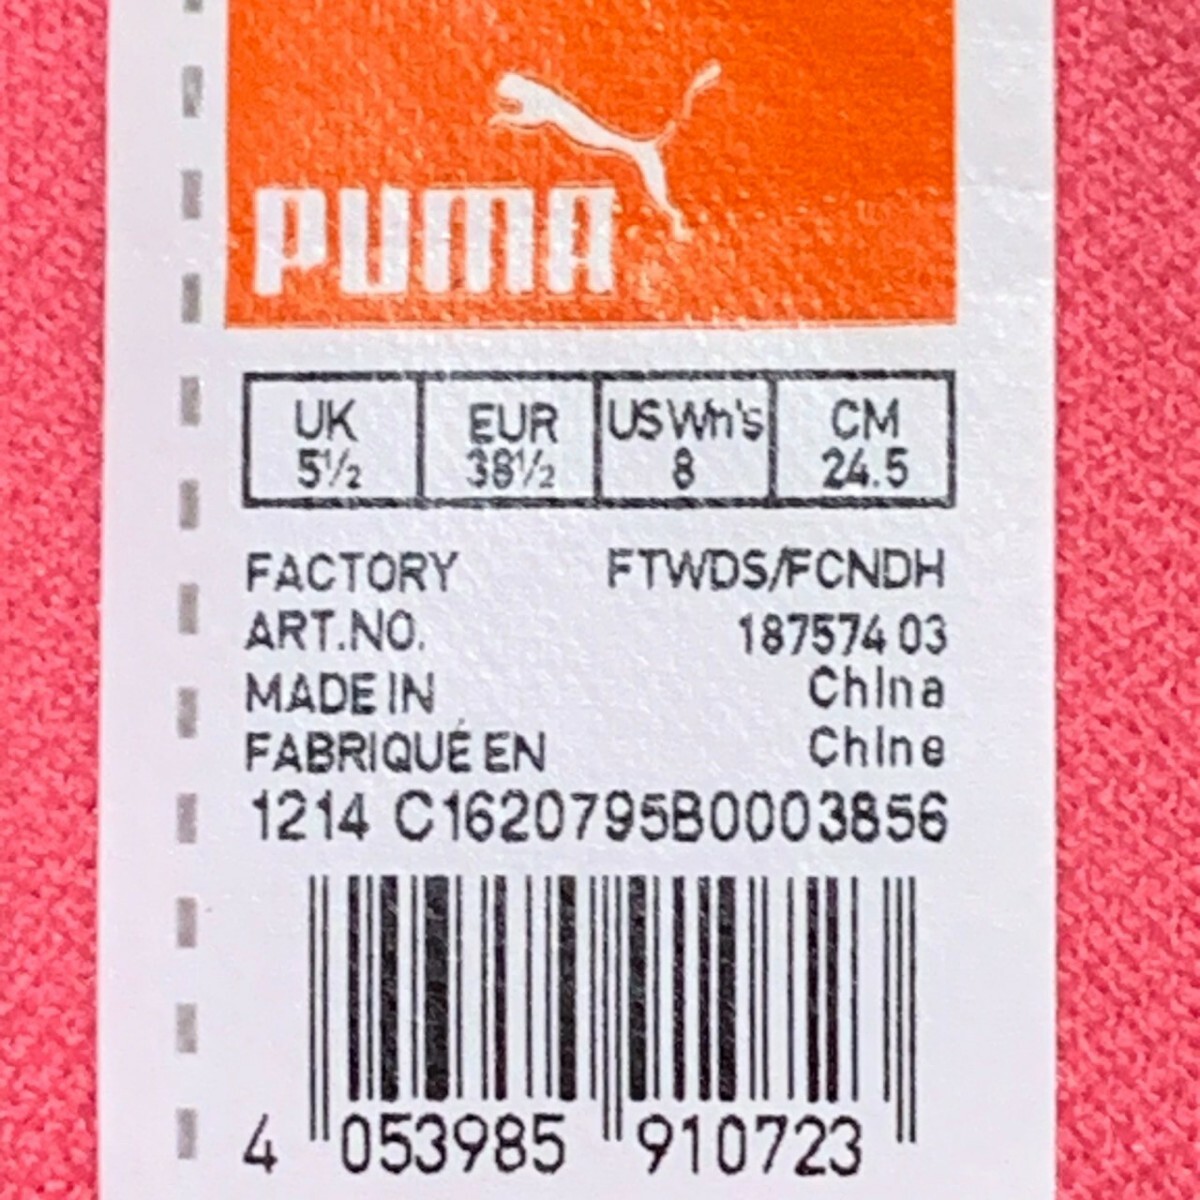 PUMA
UK EUR US Wn's CM
5½ 38½ 8 24.5
FACTORY FTWDS/FCNDH
ART.NO. 187574 03
MADE IN China
FABRIQUÉ EN Chine
1214 C1620795B0003856
4 053985 910723